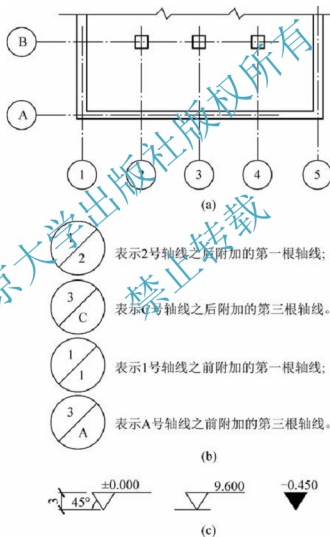 B
A
1 3 4 5
(a)
2
表示2号轴线之后附加的第一根轴线;
3
C
表示C号轴线之后附加的第三根轴线。
1
1
表示1号轴线之前附加的第一根轴线;
3
A
表示A号轴线之前附加的第三根轴线。
(b)
±0.000 9.600 -0.450
3 45°
(c)
京大学出版社版权所有
禁止转载